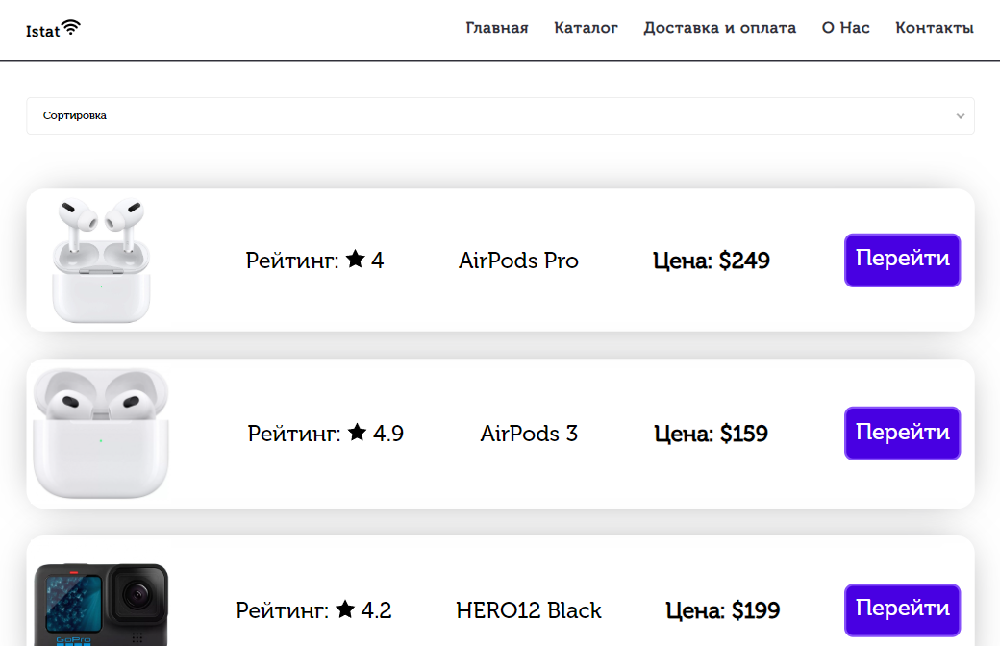 Istat
Главная Каталог Доставка и оплата О Нас Контакты
Сортировка
Рейтинг: ★ 4 AirPods Pro Цена: $249 Перейти
Рейтинг: ★ 4.9 AirPods 3 Цена: $159 Перейти
Рейтинг: ★ 4.2 HERO12 Black Цена: $199 Перейти
GoPro